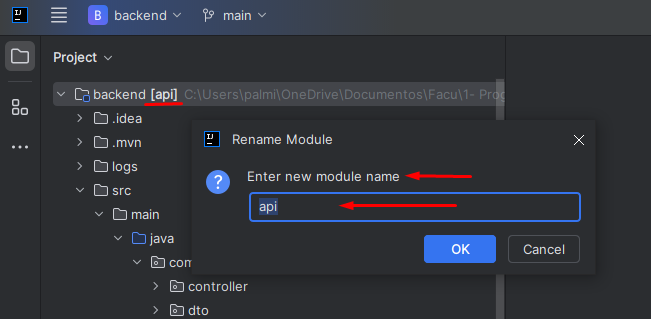 IJ
B backend main
Project
backend [api] C:\Users\palmi\OneDrive\Documentos\Facu\1- Prog
.idea
.mvn
logs
src
main
java
com
controller
dto
IJ Rename Module
? Enter new module name
api
OK Cancel